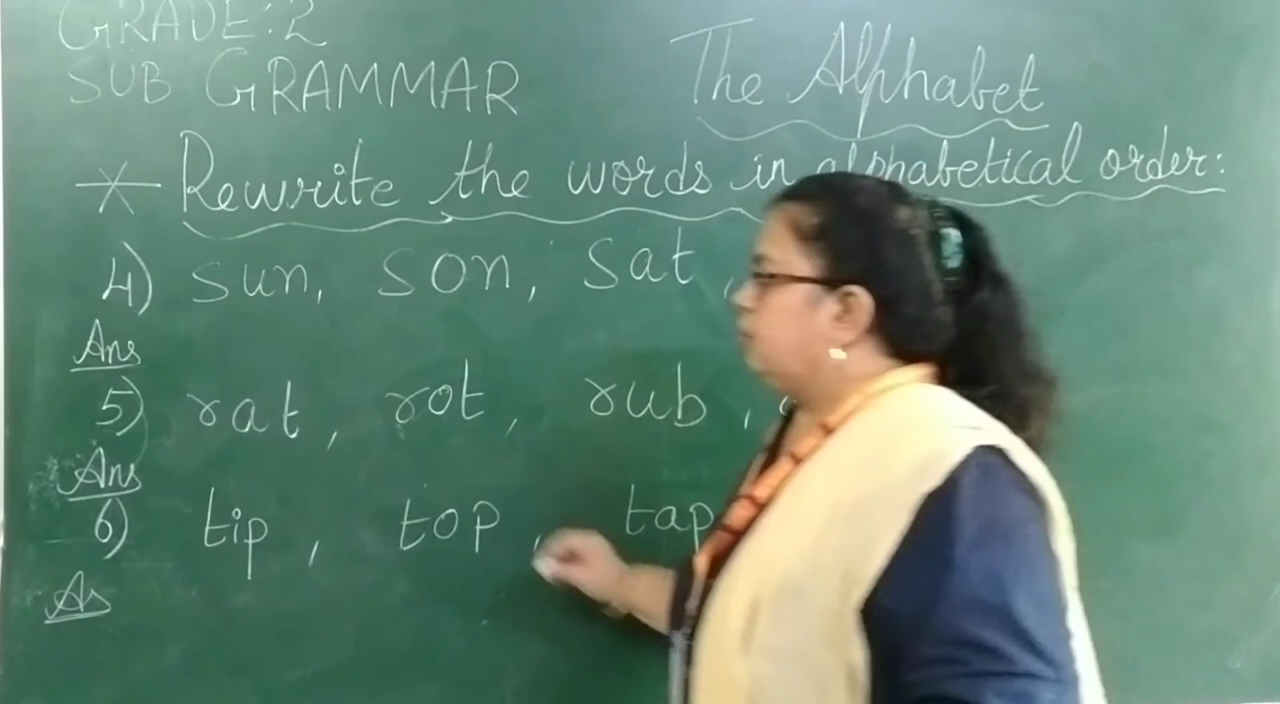 GRADE:2
SUB GRAMMAR
The Alphabet
* Rewrite the words in alphabetical order:
4) sun, son, sat,
Ans
5) rat, rot, rub,
Ans
6) tip, top, tap
As